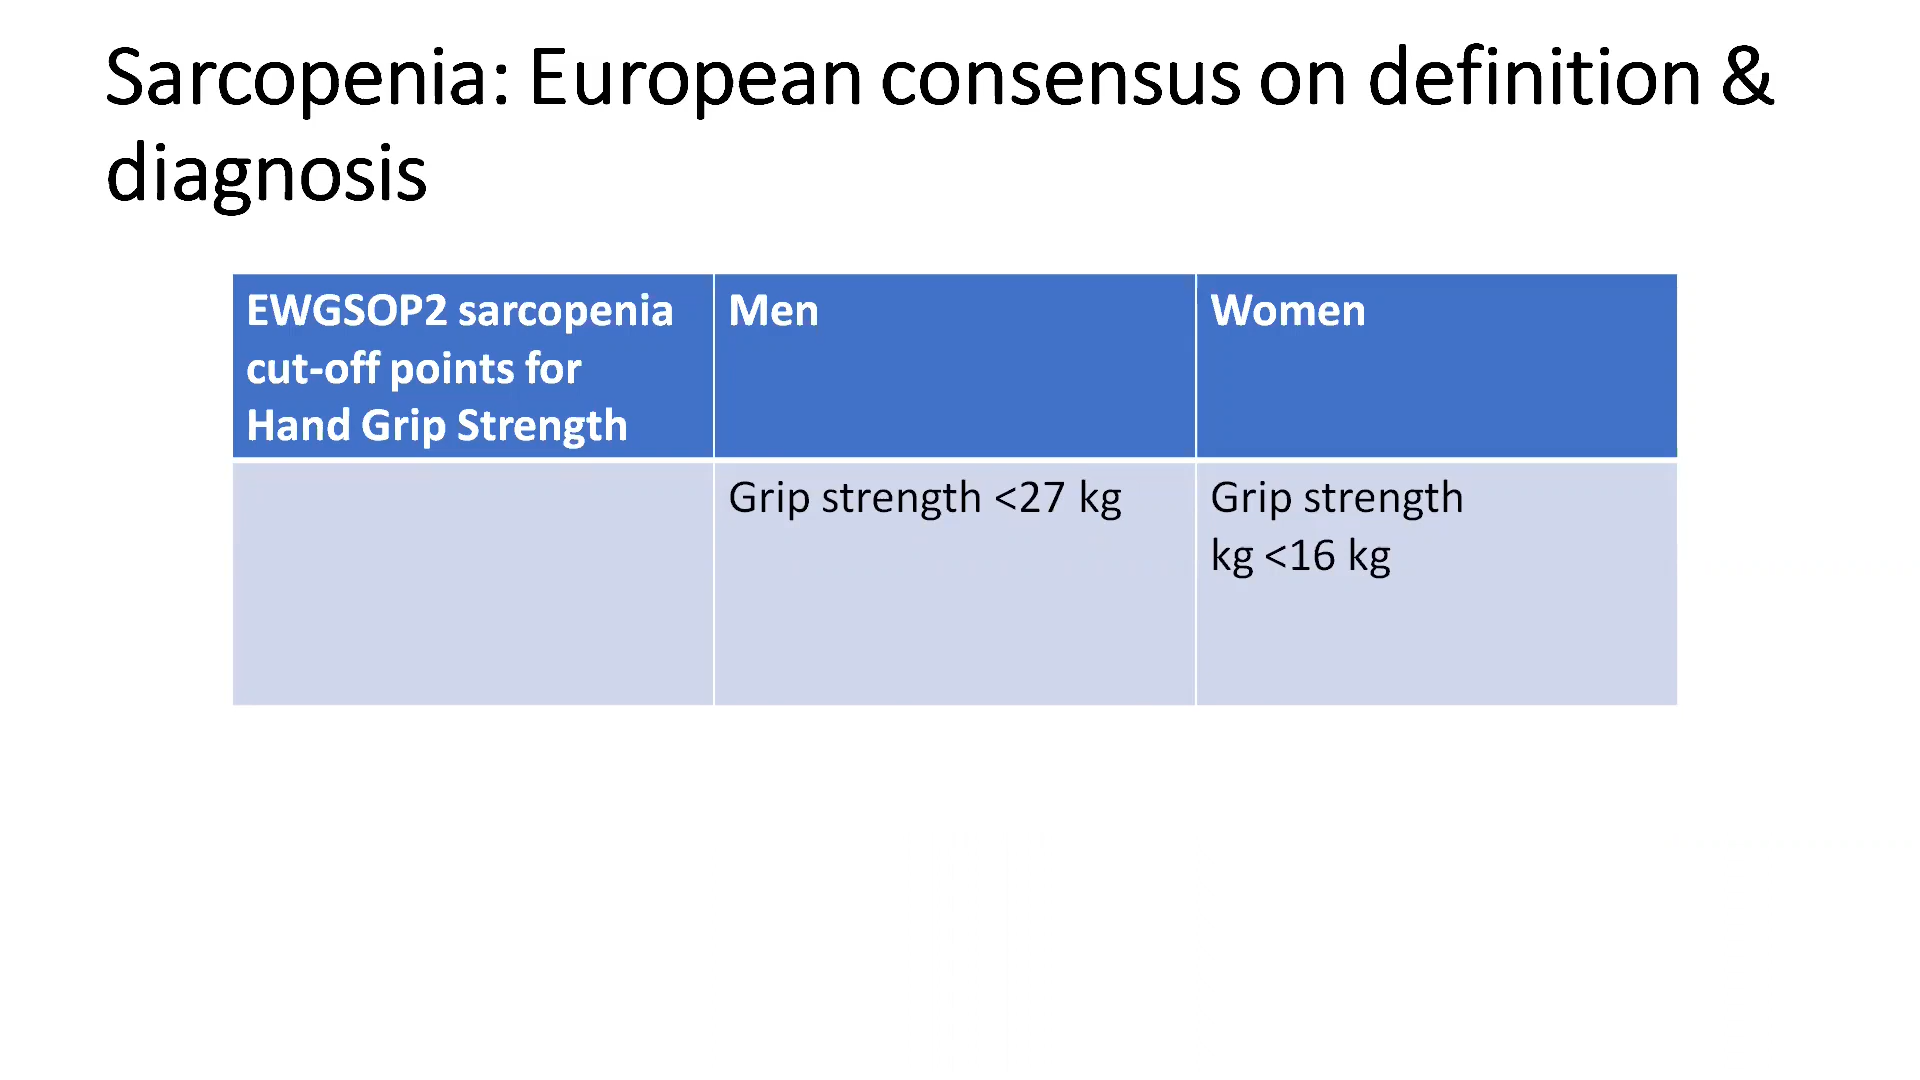 Sarcopenia: European consensus on definition &
diagnosis
EWGSOP2 sarcopenia
cut-off points for
Hand Grip Strength
Men
Women
Grip strength <27 kg
Grip strength
kg <16 kg